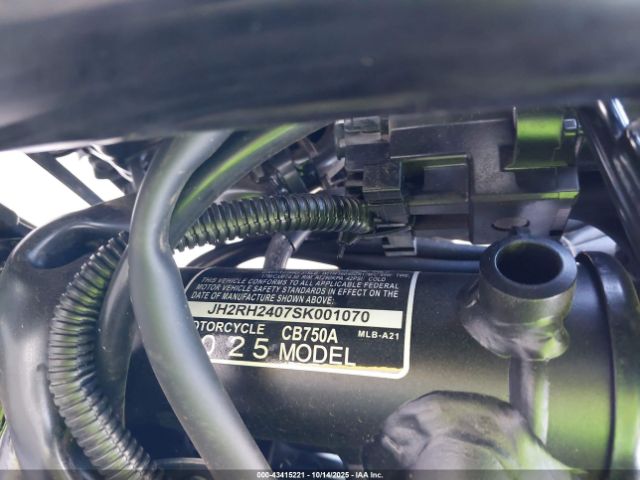 THIS VEHICLE CONFORMS TO ALL APPLICABLE FEDERAL
MOTOR VEHICLE SAFETY STANDARDS IN EFFECT ON THE
DATE OF MANUFACTURE SHOWN ABOVE:
JH2RH2407SK001070
OTORCYCLE CB750A MLB-A21
025 MODEL
000-43415221 - 10/14/2025 - IAA Inc.